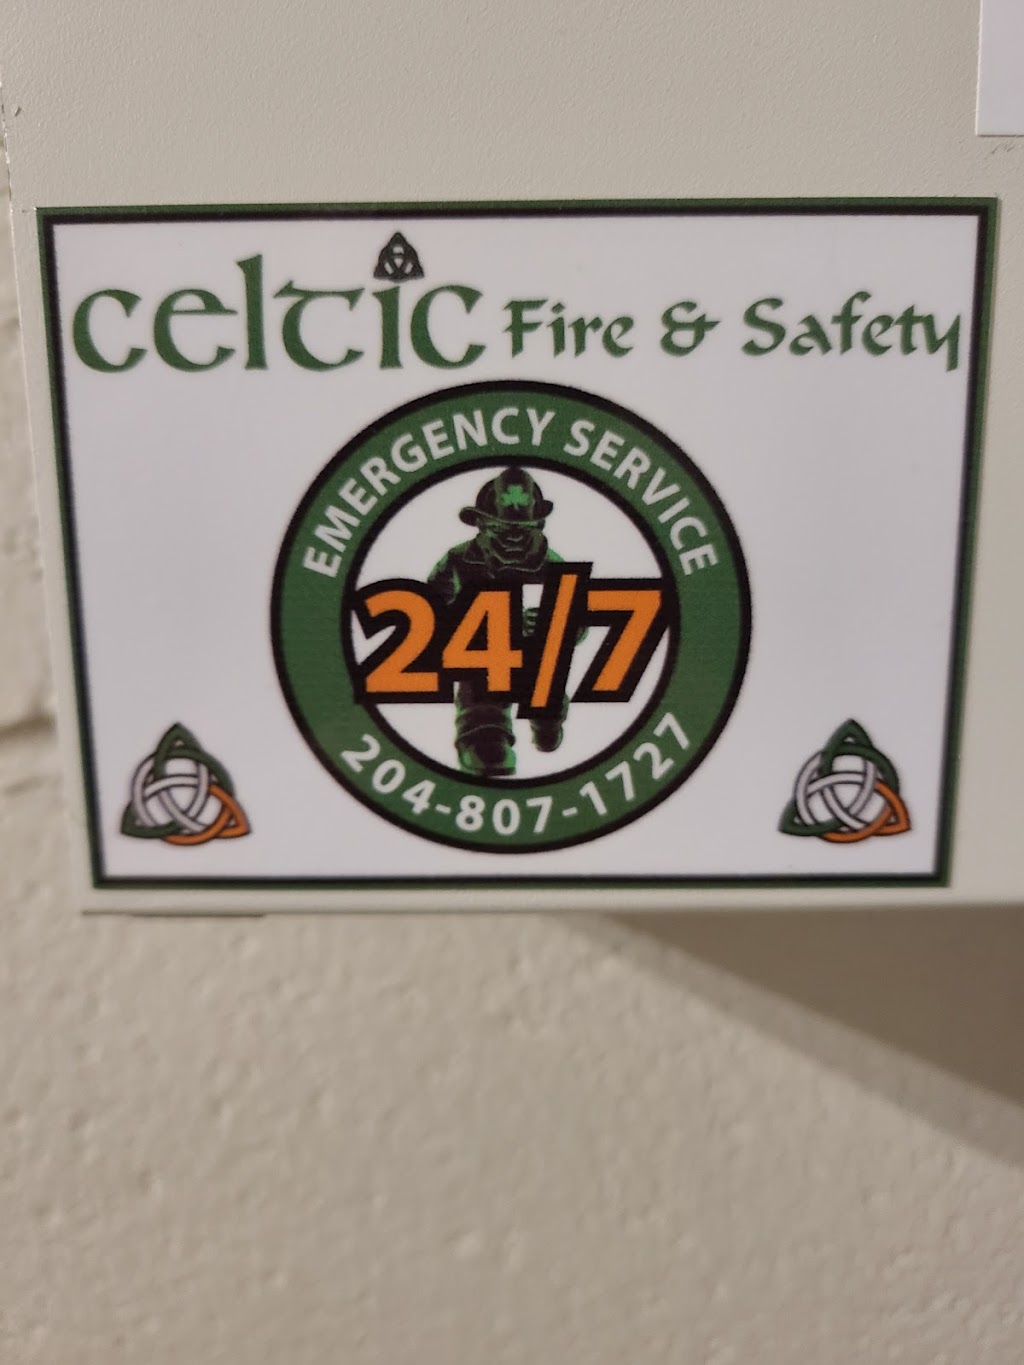 celtic Fire & Safety
EMERGENCY SERVICE
24/7
204-807-1727